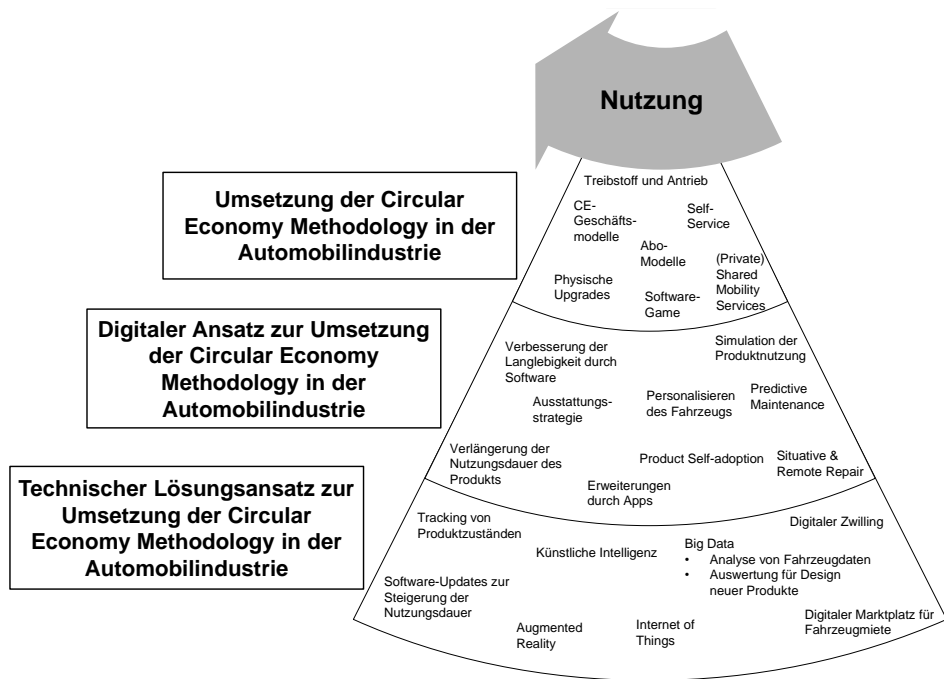 Nutzung
Umsetzung der Circular
Economy Methodology in der
Automobilindustrie
Treibstoff und Antrieb
CE-
Geschäfts-
modelle
Self-
Service
Abo-
Modelle
(Private)
Shared
Mobility
Services
Physische
Upgrades
Software-
Game
Digitaler Ansatz zur Umsetzung
der Circular Economy
Methodology in der
Automobilindustrie
Verbesserung der
Langlebigkeit durch
Software
Simulation der
Produktnutzung
Ausstattungs-
strategie
Personalisieren
des Fahrzeugs
Predictive
Maintenance
Verlängerung der
Nutzungsdauer des
Produkts
Product Self-adoption
Situative &
Remote Repair
Erweiterungen
durch Apps
Technischer Lösungsansatz zur
Umsetzung der Circular
Economy Methodology in der
Automobilindustrie
Tracking von
Produktzuständen
Digitaler Zwilling
Künstliche Intelligenz
Big Data
• Analyse von Fahrzeugdaten
• Auswertung für Design
neuer Produkte
Software-Updates zur
Steigerung der
Nutzungsdauer
Augmented
Reality
Internet of
Things
Digitaler Marktplatz für
Fahrzeugmiete